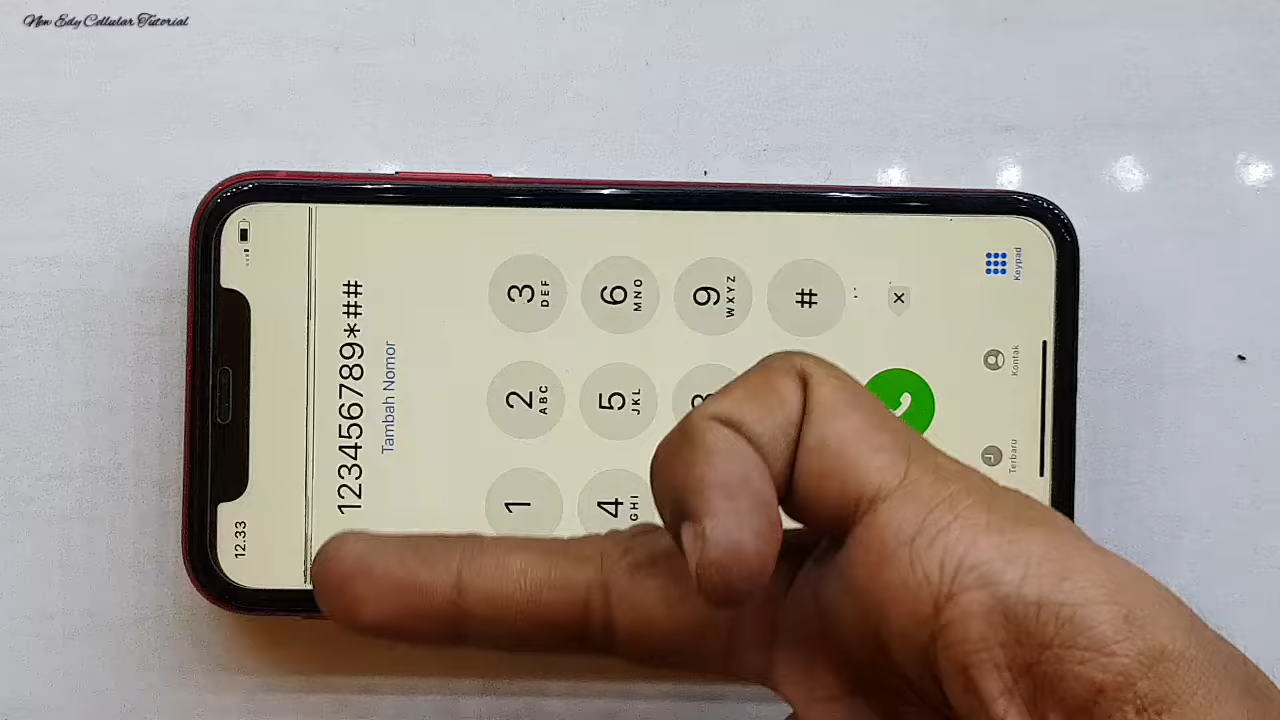 New Edy Cellular Tutorial
12.33
123456789*##
Tambah Nomor
1
2 ABC
3 DEF
4 GHI
5 JKL
6 MNO
9 WXYZ
#
Terbaru
Kontak
Keypad